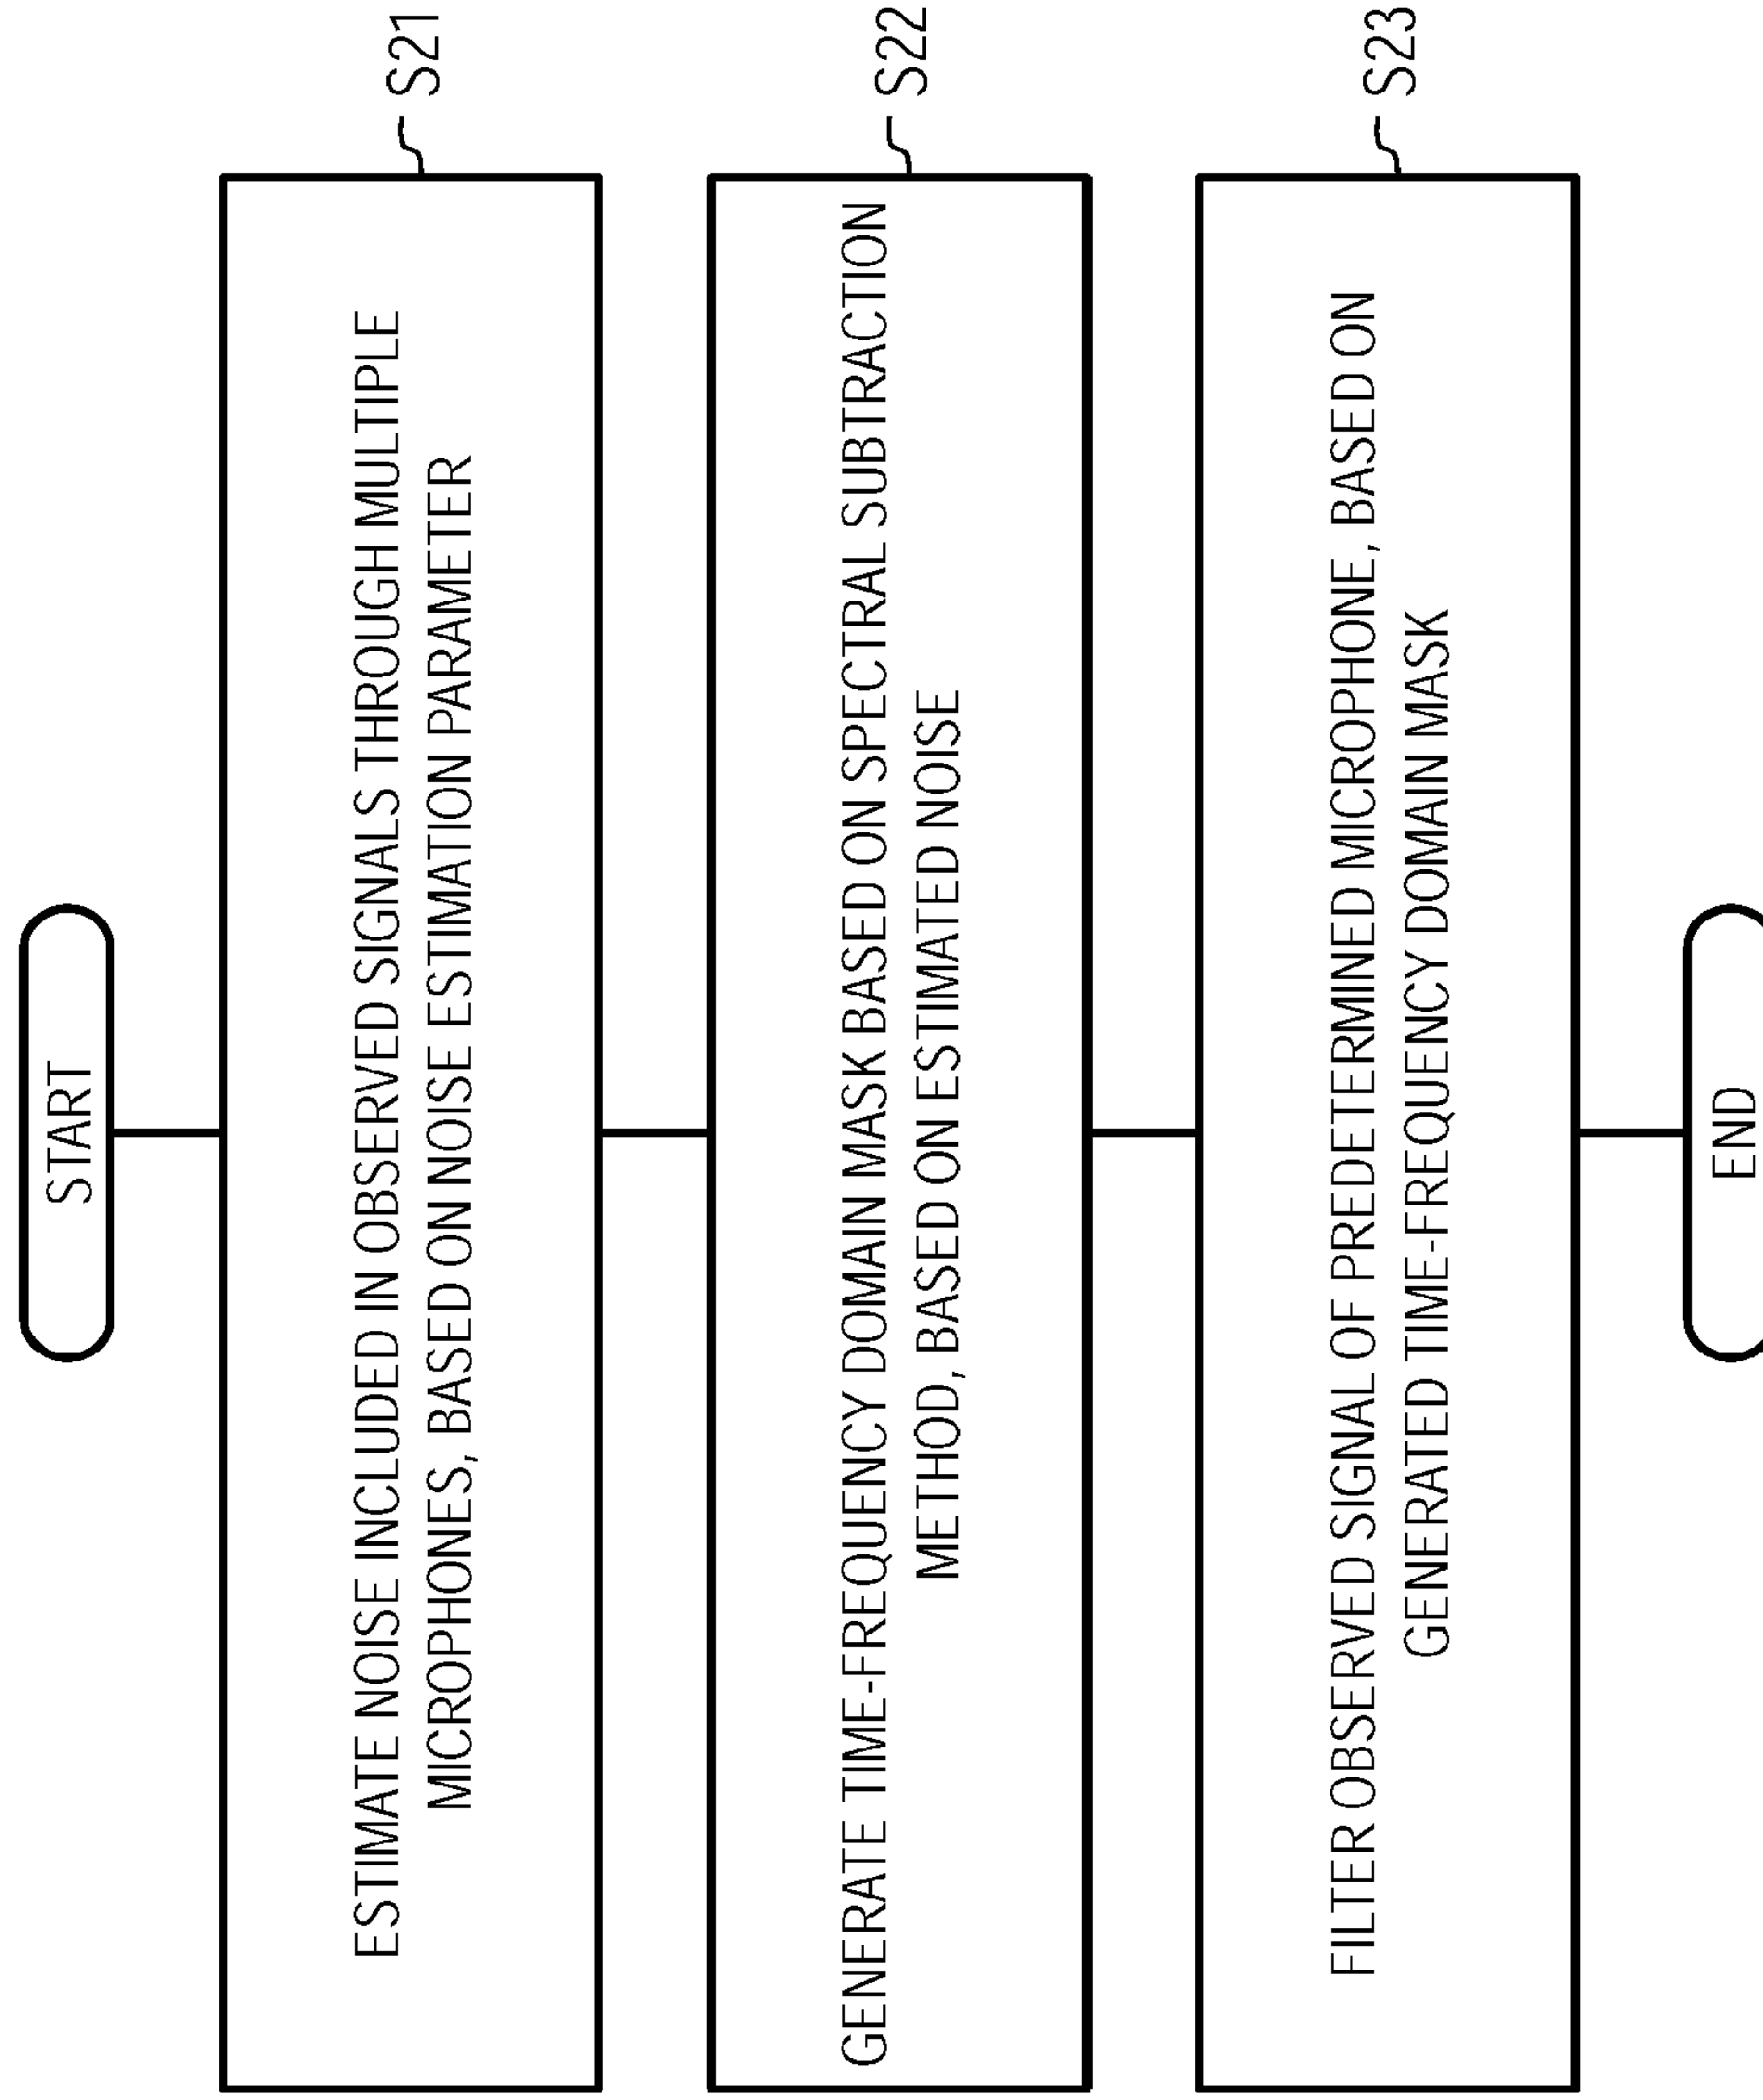 START
ESTIMATE NOISE INCLUDED IN OBSERVED SIGNALS THROUGH MULTIPLE
MICROPHONES, BASED ON NOISE ESTIMATION PARAMETER
S21
GENERATE TIME-FREQUENCY DOMAIN MASK BASED ON SPECTRAL SUBTRACTION
METHOD, BASED ON ESTIMATED NOISE
S22
FILTER OBSERVED SIGNAL OF PREDETERMINED MICROPHONE, BASED ON
GENERATED TIME-FREQUENCY DOMAIN MASK
S23
END